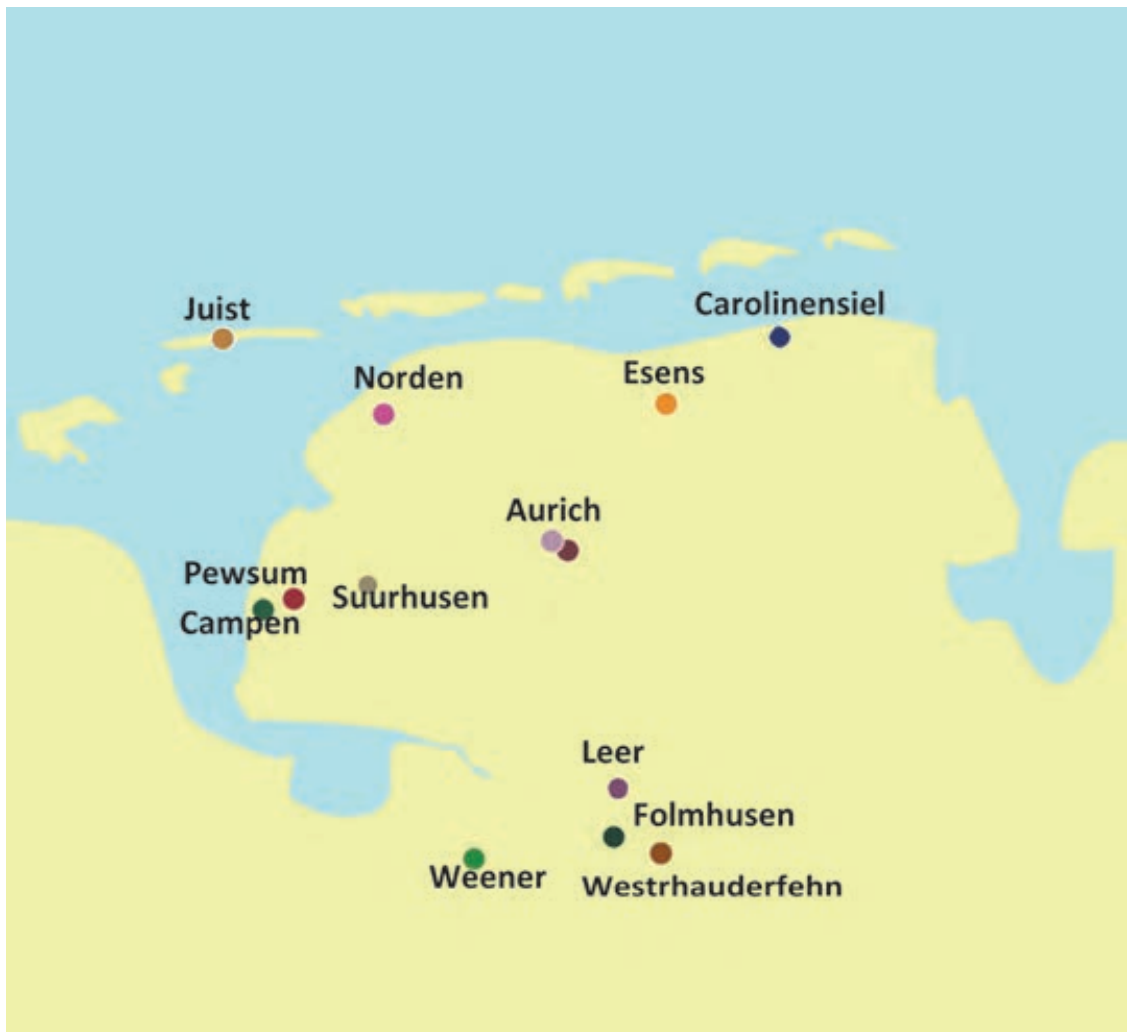 Juist
Carolinensiel
Norden
Esens
Aurich
Pewsum
Suurhusen
Campen
Leer
Folmhusen
Weener
Westrhauderfehn